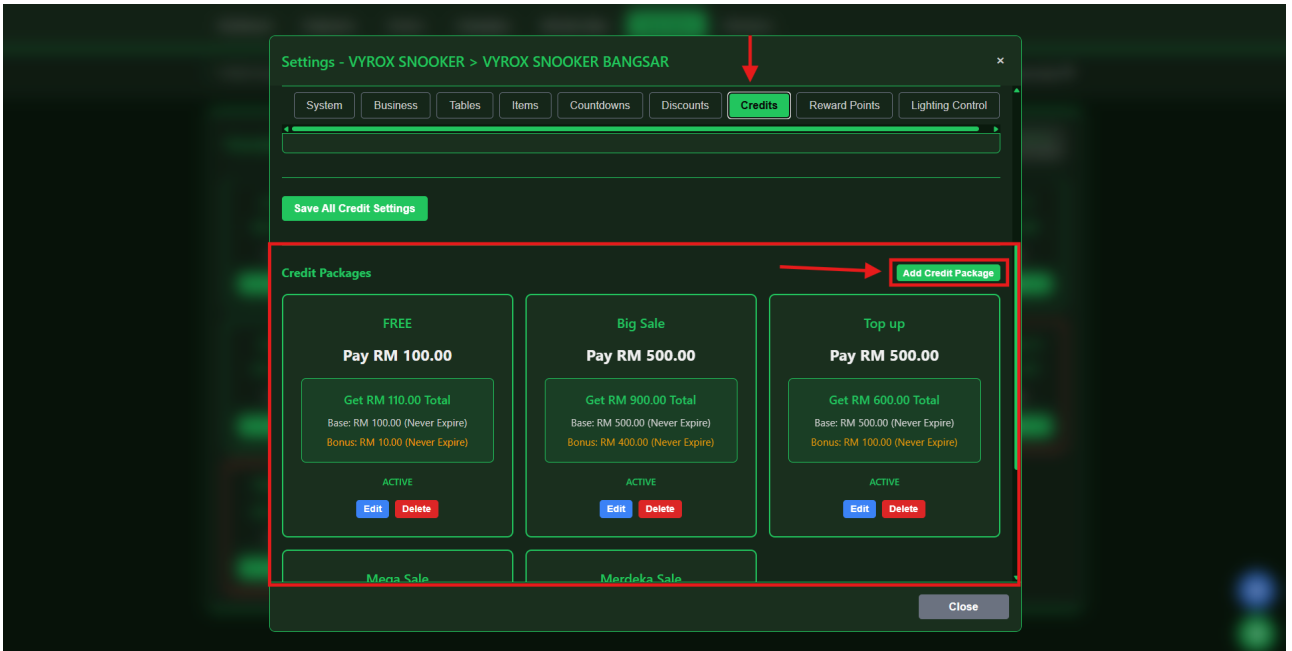 Settings - VYROX SNOOKER > VYROX SNOOKER BANGSAR
×
System Business Tables Items Countdowns Discounts Credits Reward Points Lighting Control
Save All Credit Settings
Credit Packages
Add Credit Package
FREE
Pay RM 100.00
Get RM 110.00 Total
Base: RM 100.00 (Never Expire)
Bonus: RM 10.00 (Never Expire)
ACTIVE
Edit Delete
Big Sale
Pay RM 500.00
Get RM 900.00 Total
Base: RM 500.00 (Never Expire)
Bonus: RM 400.00 (Never Expire)
ACTIVE
Edit Delete
Top up
Pay RM 500.00
Get RM 600.00 Total
Base: RM 500.00 (Never Expire)
Bonus: RM 100.00 (Never Expire)
ACTIVE
Edit Delete
Mega Sale
Merdeka Sale
Close